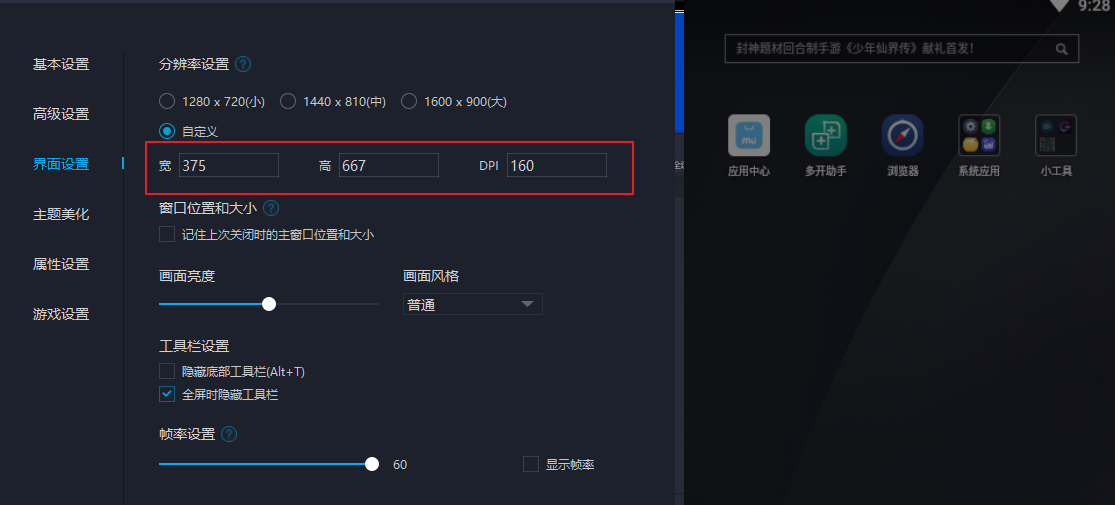 基本设置
高级设置
界面设置
主题美化
属性设置
游戏设置
分辨率设置 ?
1280 x 720(小) 1440 x 810(中) 1600 x 900(大)
自定义
宽 375 高 667 DPI 160
窗口位置和大小 ?
记住上次关闭时的主窗口位置和大小
画面亮度 画面风格
普通
工具栏设置
隐藏底部工具栏(Alt+T)
全屏时隐藏工具栏
帧率设置 ?
60 显示帧率
9:28
封神题材回合制手游《少年仙界传》献礼首发!
应用中心 多开助手 浏览器 系统应用 小工具